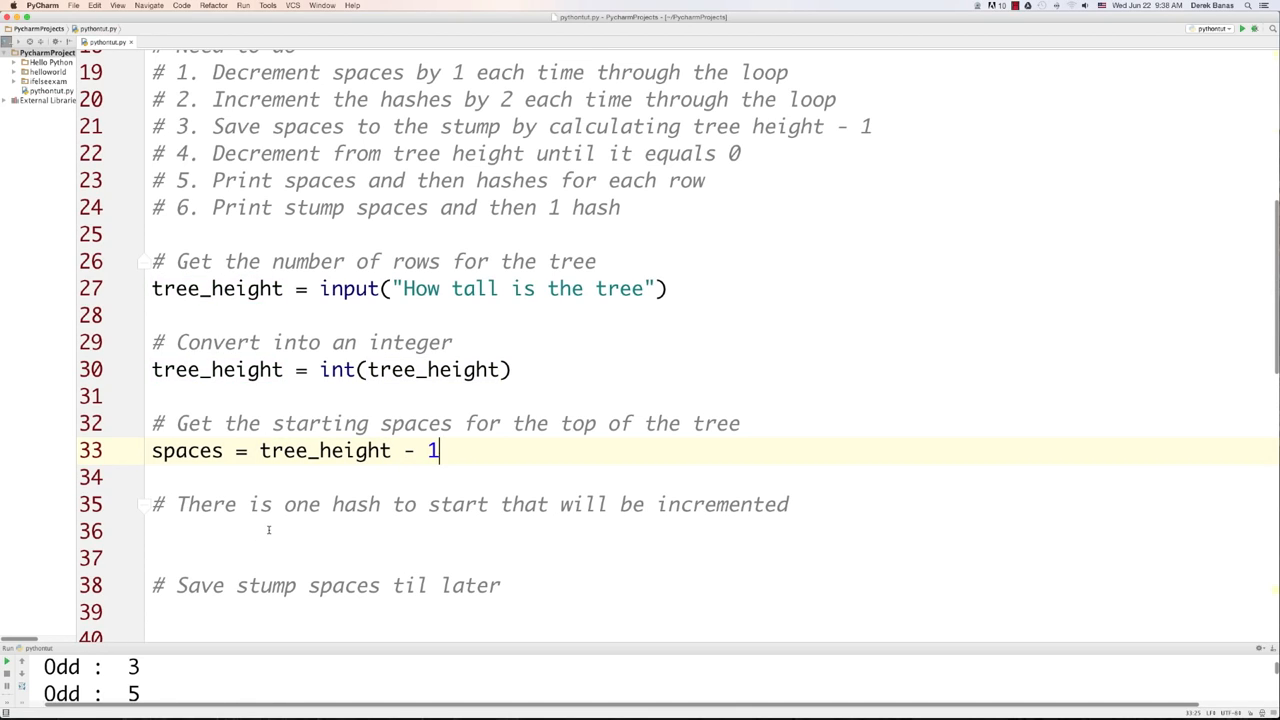 PyCharm File Edit View Navigate Code Refactor Run Tools VCS Window Help
10 Wed Jun 22 9:38 AM Derek Banas
pythontut.py - PycharmProjects - [~/PycharmProjects]
PycharmProjects pythontut.py
pythontut
pythontut.py ×
PycharmProject
Hello Python
helloworld
ifelseexam
pythontut.py
External Librarie
18 # Need to do
19 # 1. Decrement spaces by 1 each time through the loop
20 # 2. Increment the hashes by 2 each time through the loop
21 # 3. Save spaces to the stump by calculating tree height - 1
22 # 4. Decrement from tree height until it equals 0
23 # 5. Print spaces and then hashes for each row
24 # 6. Print stump spaces and then 1 hash
25
26 # Get the number of rows for the tree
27 tree_height = input("How tall is the tree")
28
29 # Convert into an integer
30 tree_height = int(tree_height)
31
32 # Get the starting spaces for the top of the tree
33 spaces = tree_height - 1
34
35 # There is one hash to start that will be incremented
36
37
38 # Save stump spaces til later
39
40
Run pythontut
Odd : 3
Odd : 5
33:25 LF÷ UTF-8÷